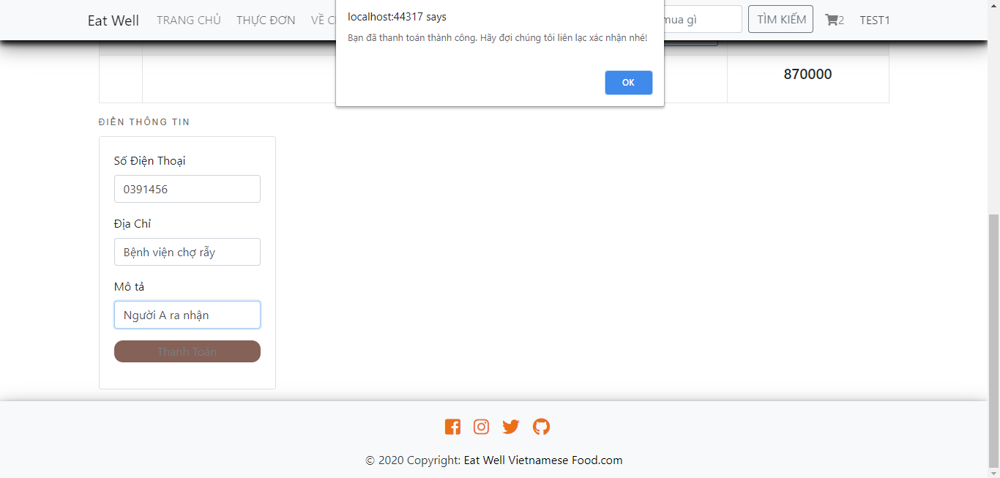 localhost:44317 says
Bạn đã thanh toán thành công. Hãy đợi chúng tôi liên lạc xác nhận nhé!
OK
Eat Well TRANG CHỦ THỰC ĐƠN VỀ mua gì TÌM KIẾM 2 TEST1
870000
ĐIỀN THÔNG TIN
Số Điện Thoại
0391456
Địa Chỉ
Bệnh viện chợ rẫy
Mô tả
Người A ra nhận
Thanh Toán
© 2020 Copyright: Eat Well Vietnamese Food.com